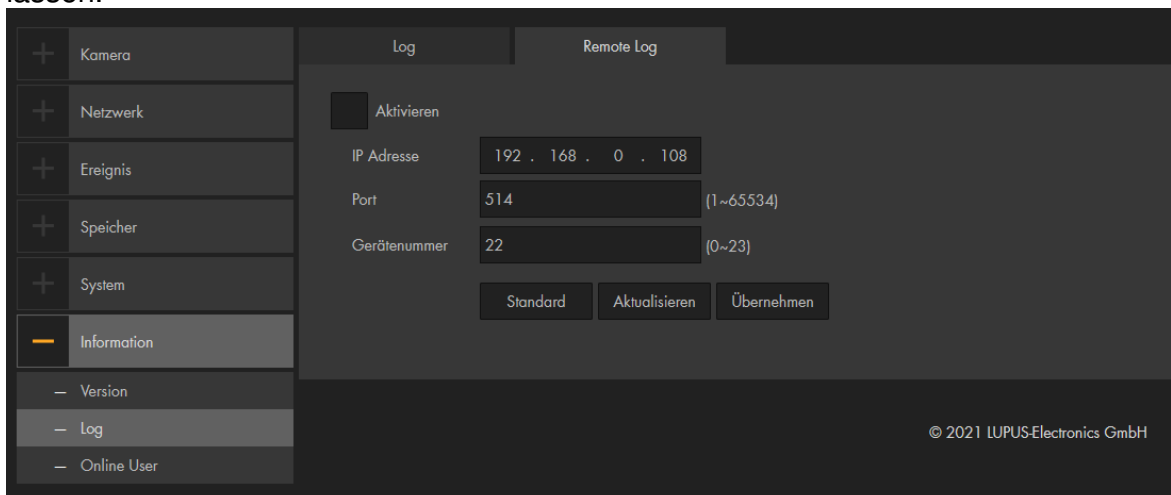 lassen.
Kamera
Netzwerk
Ereignis
Speicher
System
Information
Version
Log
Online User
Log Remote Log
Aktivieren
IP Adresse 192 . 168 . 0 . 108
Port 514 (1~65534)
Gerätenummer 22 (0~23)
Standard Aktualisieren Übernehmen
© 2021 LUPUS-Electronics GmbH